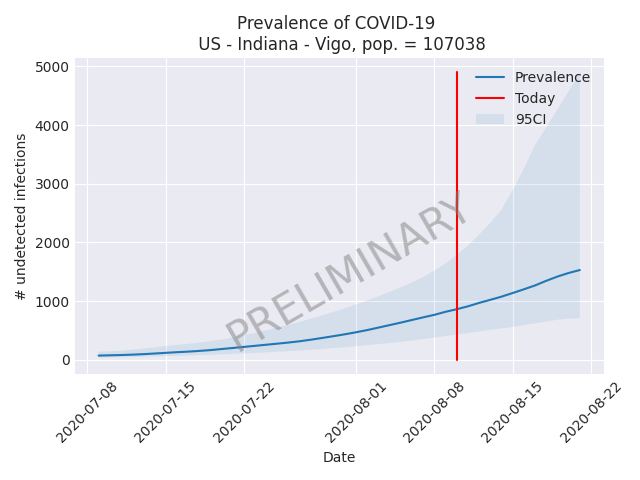 Prevalence of COVID-19
US - Indiana - Vigo, pop. = 107038
# undetected infections
5000
4000
3000
2000
1000
0
Prevalence
Today
95CI
PRELIMINARY
2020-07-08
2020-07-15
2020-07-22
2020-08-01
2020-08-08
2020-08-15
2020-08-22
Date